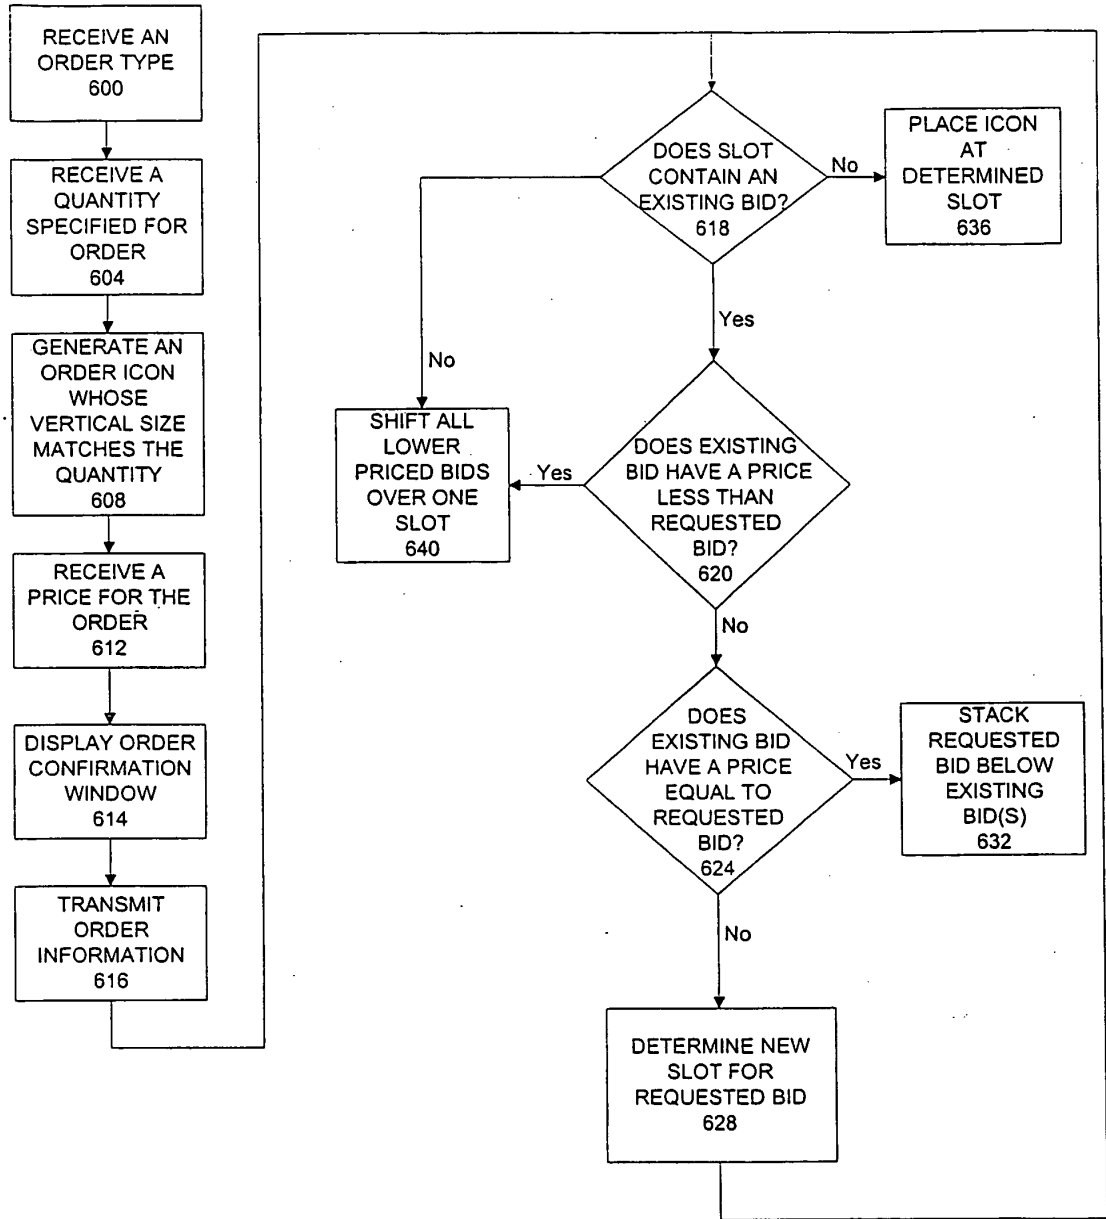 RECEIVE AN
ORDER TYPE
600
RECEIVE A
QUANTITY
SPECIFIED FOR
ORDER
604
GENERATE AN
ORDER ICON
WHOSE
VERTICAL SIZE
MATCHES THE
QUANTITY
608
RECEIVE A
PRICE FOR THE
ORDER
612
DISPLAY ORDER
CONFIRMATION
WINDOW
614
TRANSMIT
ORDER
INFORMATION
616
DOES SLOT
CONTAIN AN
EXISTING BID?
618
No
PLACE ICON
AT
DETERMINED
SLOT
636
No
Yes
SHIFT ALL
LOWER
PRICED BIDS
OVER ONE
SLOT
640
Yes
DOES EXISTING
BID HAVE A PRICE
LESS THAN
REQUESTED
BID?
620
No
DOES
EXISTING BID
HAVE A PRICE
EQUAL TO
REQUESTED
BID?
624
Yes
STACK
REQUESTED
BID BELOW
EXISTING
BID(S)
632
No
DETERMINE NEW
SLOT FOR
REQUESTED BID
628